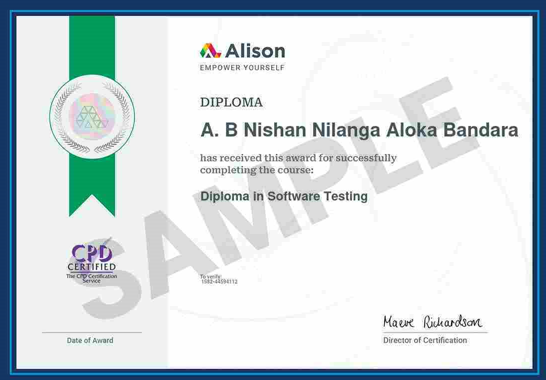 Alison
EMPOWER YOURSELF
DIPLOMA
A. B Nishan Nilanga Aloka Bandara
has received this award for successfully
completing the course:
Diploma in Software Testing
SAMPLE
CPD
CERTIFIED
The CPD Certification
Service
To verify:
1082-44594112
Date of Award
Maeve Richardson
Director of Certification